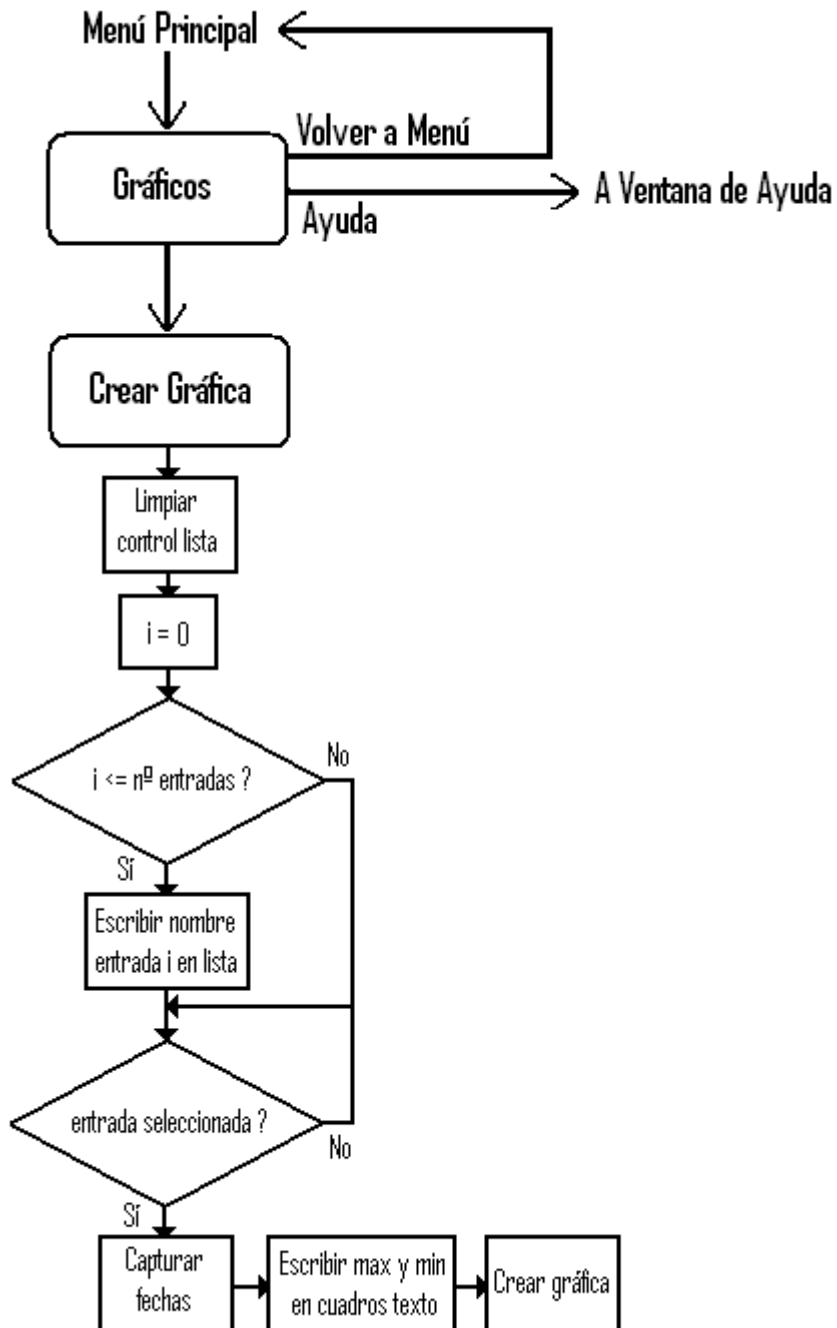 Menú Principal
Volver a Menú
Gráficos
A Ventana de Ayuda
Ayuda
Crear Gráfica
Limpiar
control lista
i = 0
No
i <= nº entradas ?
Sí
Escribir nombre
entrada i en lista
entrada seleccionada ?
No
Sí
Capturar
fechas
Escribir max y min
en cuadros texto
Crear gráfica